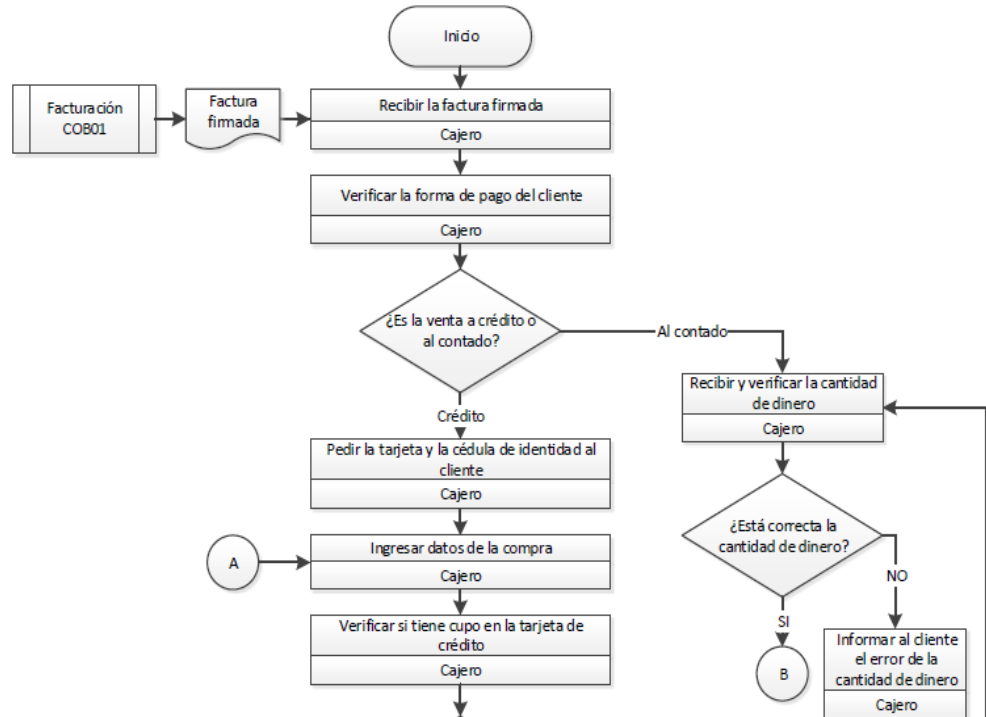 Inicio
Facturación
COB01
Factura
firmada
Recibir la factura firmada
Cajero
Verificar la forma de pago del cliente
Cajero
¿Es la venta a crédito o
al contado?
Al contado
Crédito
Recibir y verificar la cantidad
de dinero
Cajero
Pedir la tarjeta y la cédula de identidad al
cliente
Cajero
¿Está correcta la
cantidad de dinero?
A
Ingresar datos de la compra
Cajero
NO
SI
Verificar si tiene cupo en la tarjeta de
crédito
Cajero
B
Informar al cliente
el error de la
cantidad de dinero
Cajero